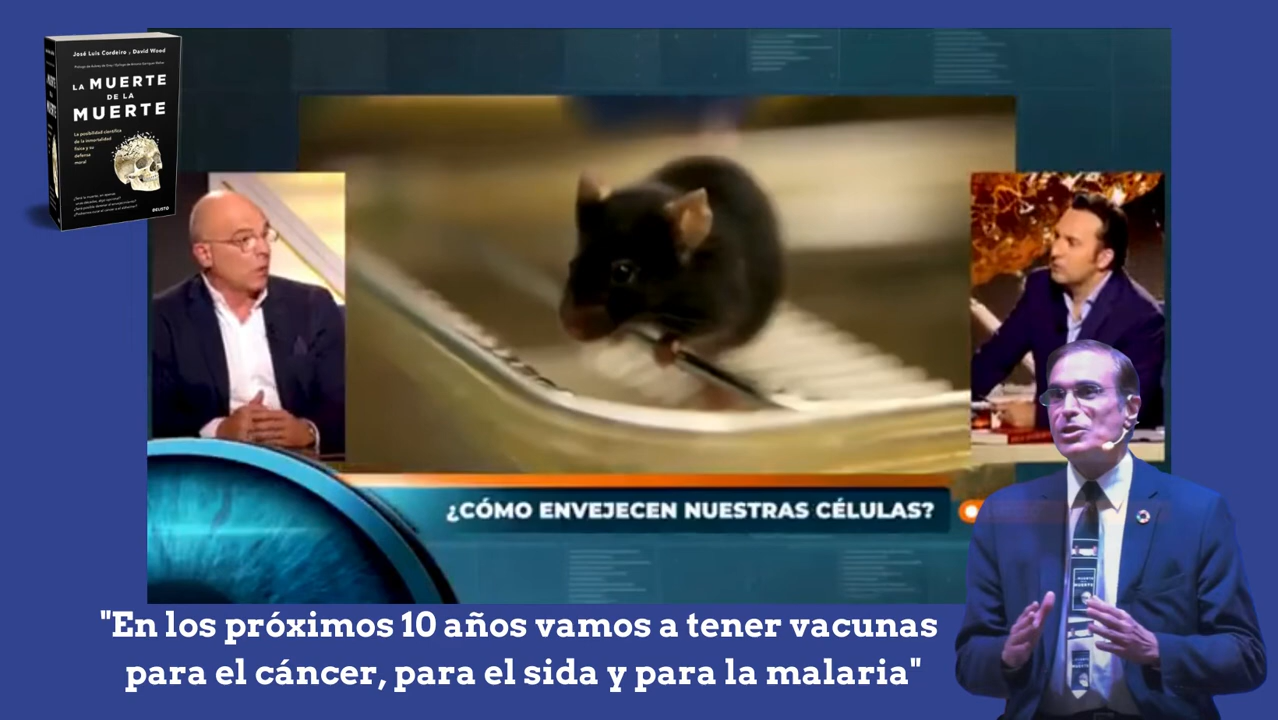 José Luis Cordeiro y David Wood
LA MUERTE
DE LA
MUERTE
La posibilidad científica
de la inmortalidad
física y su
defensa
moral
DEUSTO
¿CÓMO ENVEJECEN NUESTRAS CÉLULAS?
"En los próximos 10 años vamos a tener vacunas
para el cáncer, para el sida y para la malaria"